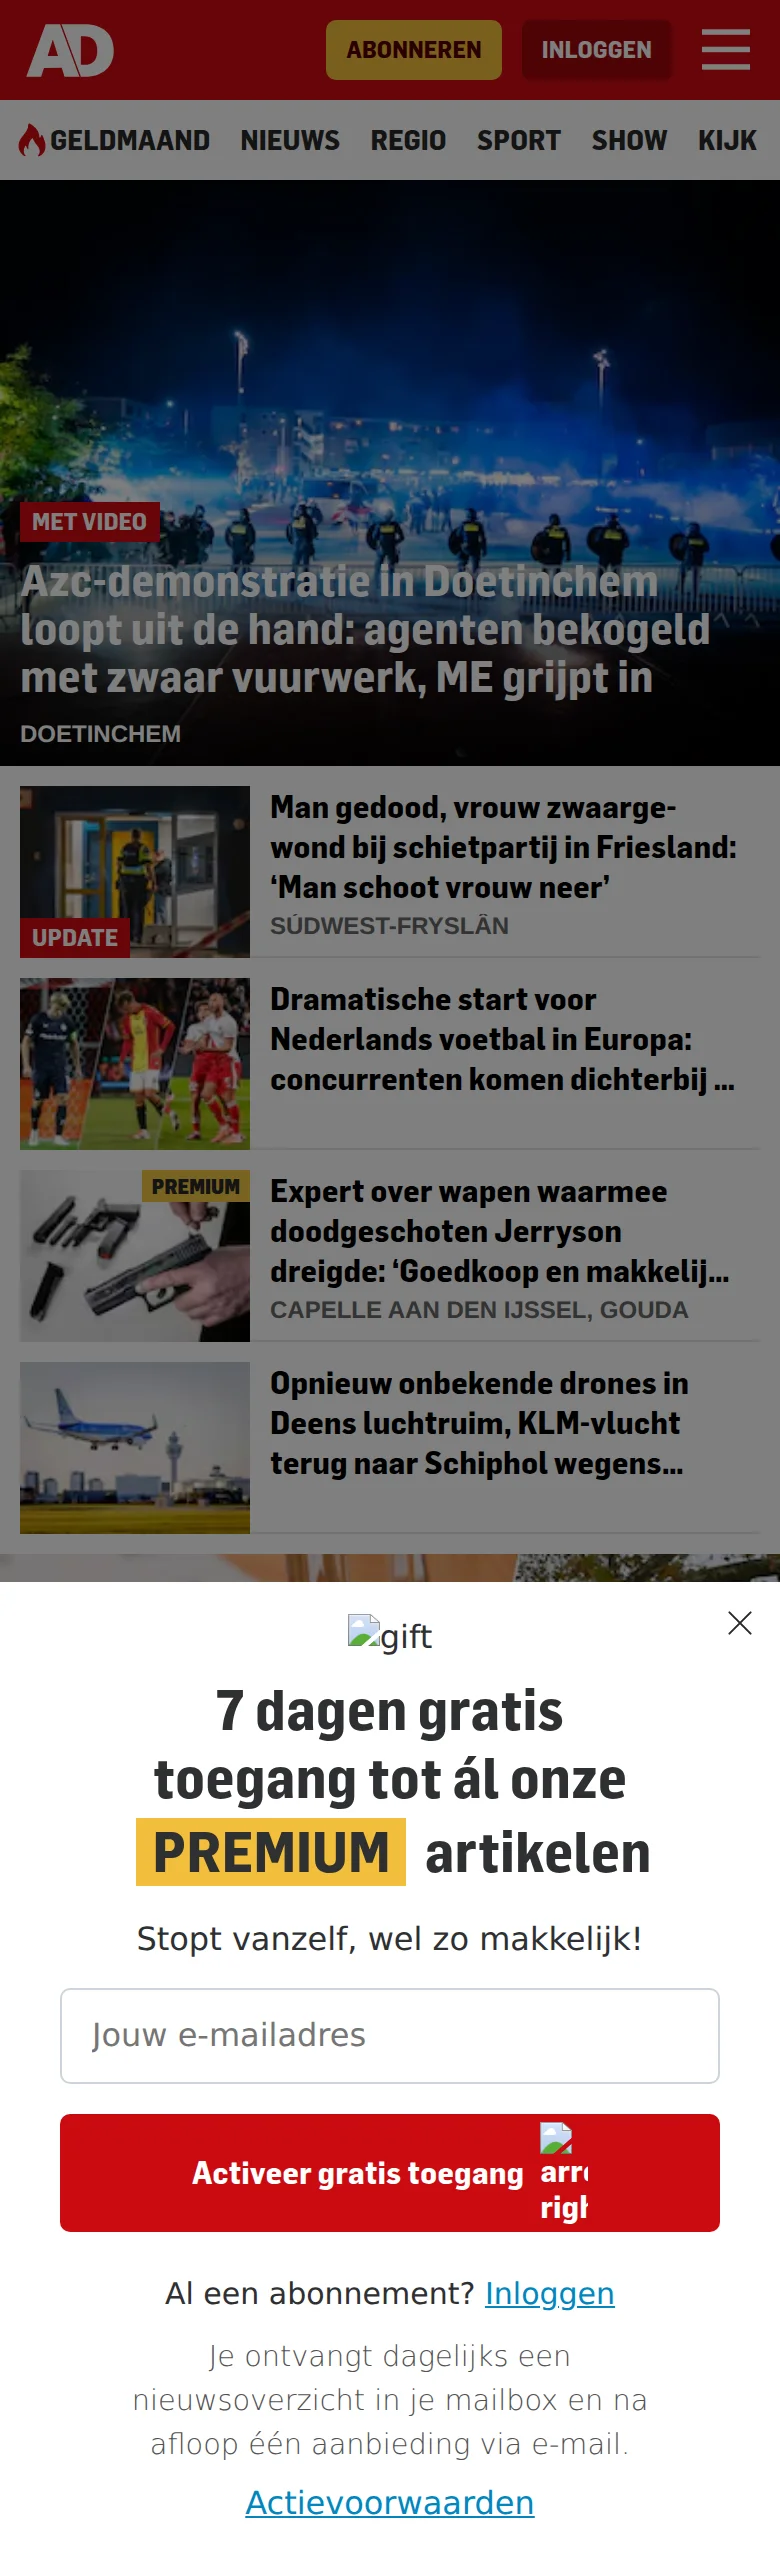 AD
ABONNEREN
INLOGGEN
GELDMAAND NIEUWS REGIO SPORT SHOW KIJK
MET VIDEO
Azc-demonstratie in Doetinchem
loopt uit de hand: agenten bekogeld
met zwaar vuurwerk, ME grijpt in
DOETINCHEM
UPDATE
Man gedood, vrouw zwaarge-
wond bij schietpartij in Friesland:
‘Man schoot vrouw neer’
SÚDWEST-FRYSLÂN
Dramatische start voor
Nederlands voetbal in Europa:
concurrenten komen dichterbij ...
PREMIUM
Expert over wapen waarmee
doodgeschoten Jerryson
dreigde: ‘Goedkoop en makkelij...
CAPELLE AAN DEN IJSSEL, GOUDA
Opnieuw onbekende drones in
Deens luchtruim, KLM-vlucht
terug naar Schiphol wegens...
gift
7 dagen gratis
toegang tot ál onze
PREMIUM artikelen
Stopt vanzelf, wel zo makkelijk!
Jouw e-mailadres
Activeer gratis toegang
Al een abonnement? Inloggen
Je ontvangt dagelijks een
nieuwsoverzicht in je mailbox en na
afloop één aanbieding via e-mail.
Actievoorwaarden